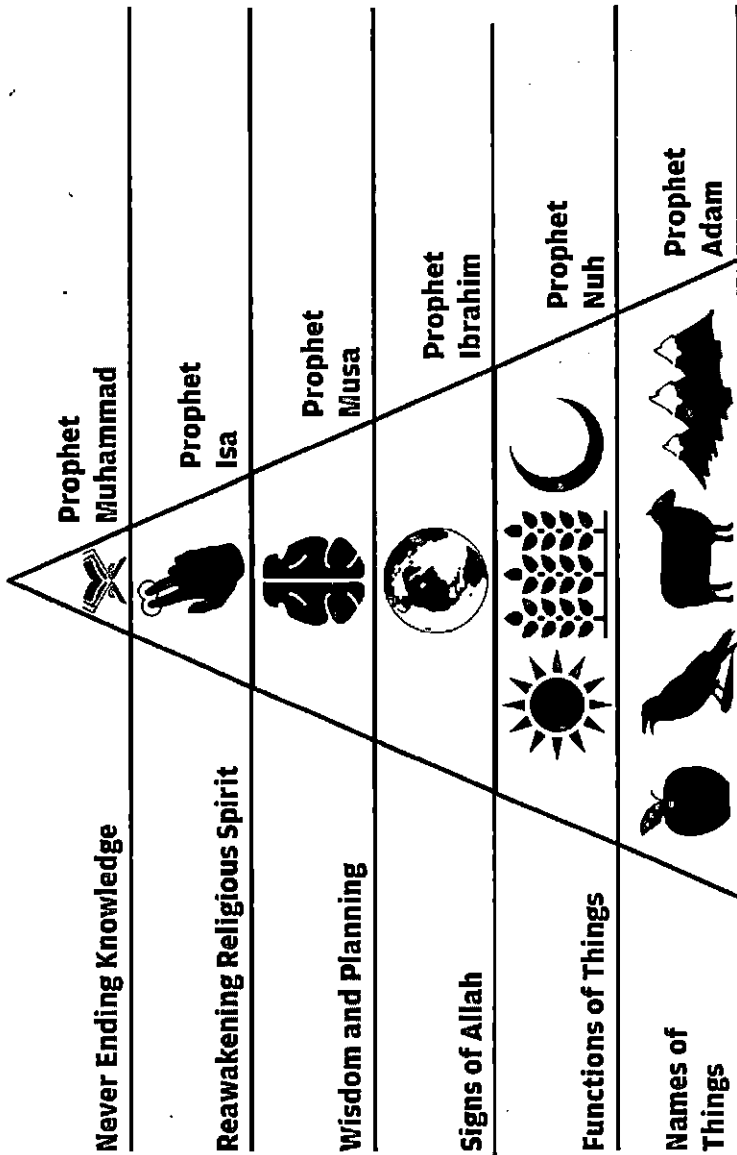 Never Ending Knowledge
Prophet
Muhammad
Reawakening Religious Spirit
Prophet
Isa
Wisdom and Planning
Prophet
Musa
Signs of Allah
Prophet
Ibrahim
Functions of Things
Prophet
Nuh
Names of
Things
Prophet
Adam